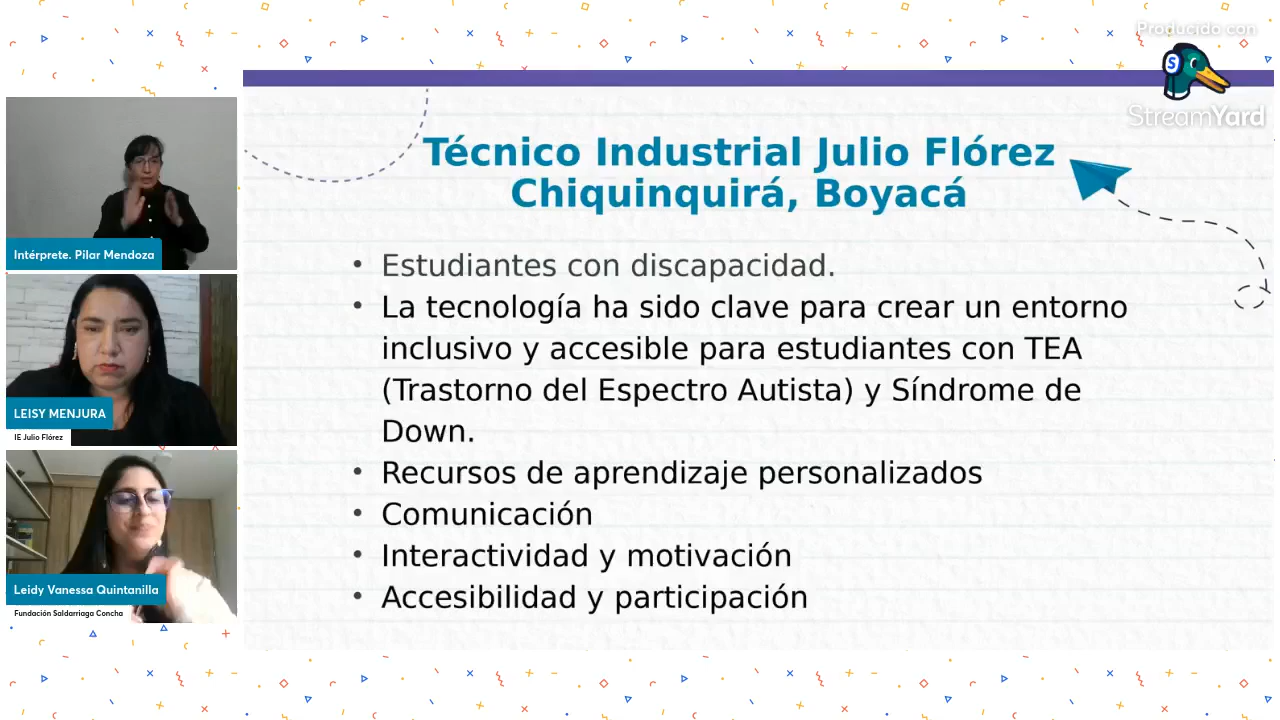 Producido con
StreamYard
Técnico Industrial Julio Flórez
Chiquinquirá, Boyacá
• Estudiantes con discapacidad.
• La tecnología ha sido clave para crear un entorno
inclusivo y accesible para estudiantes con TEA
(Trastorno del Espectro Autista) y Síndrome de
Down.
• Recursos de aprendizaje personalizados
• Comunicación
• Interactividad y motivación
• Accesibilidad y participación
Intérprete. Pilar Mendoza
LEISY MENJURA
IE Julio Flórez
Leidy Vanessa Quintanilla
Fundación Saldarriaga Concha